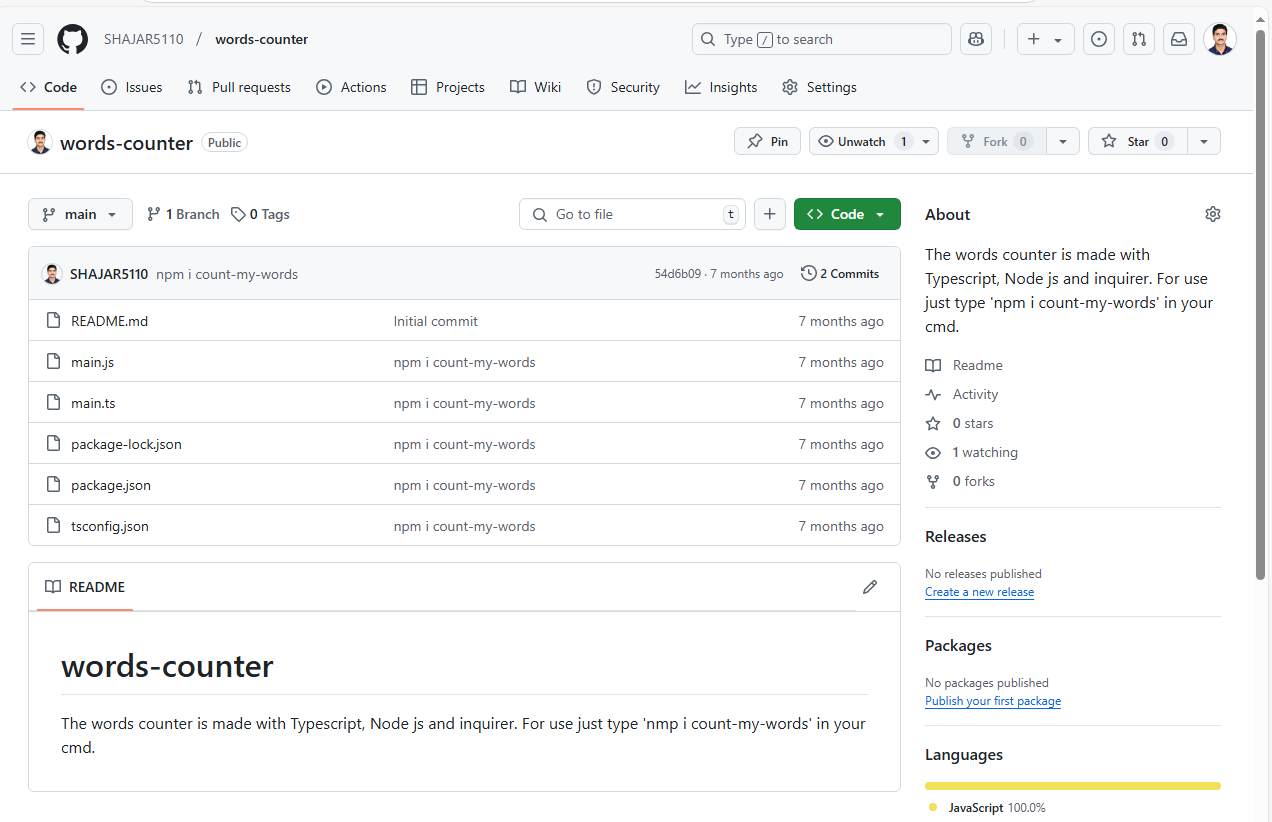 SHAJAR5110 / words-counter
Type / to search
Code Issues Pull requests Actions Projects Wiki Security Insights Settings
words-counter Public
Pin Unwatch 1 Fork 0 Star 0
main 1 Branch 0 Tags
Go to file t
Code
SHAJAR5110 npm i count-my-words 54d6b09 · 7 months ago 2 Commits
README.md Initial commit 7 months ago
main.js npm i count-my-words 7 months ago
main.ts npm i count-my-words 7 months ago
package-lock.json npm i count-my-words 7 months ago
package.json npm i count-my-words 7 months ago
tsconfig.json npm i count-my-words 7 months ago
README
words-counter
The words counter is made with Typescript, Node js and inquirer. For use just type 'nmp i count-my-words' in your
cmd.
About
The words counter is made with
Typescript, Node js and inquirer. For use
just type 'npm i count-my-words' in your
cmd.
Readme
Activity
0 stars
1 watching
0 forks
Releases
No releases published
Create a new release
Packages
No packages published
Publish your first package
Languages
JavaScript 100.0%